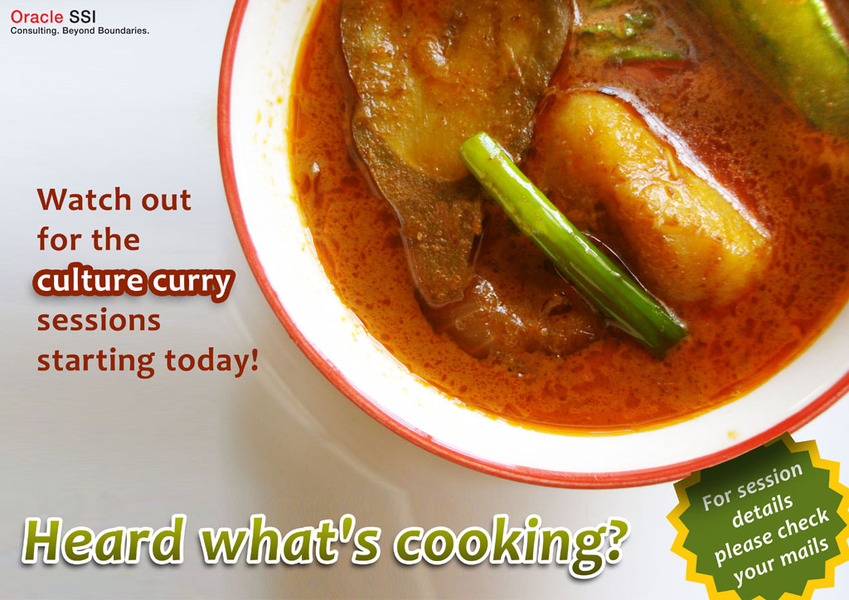 Oracle SSI
Consulting. Beyond Boundaries.
Watch out
for the
culture curry
sessions
starting today!
Heard what's cooking?
For session
details
please check
your mails